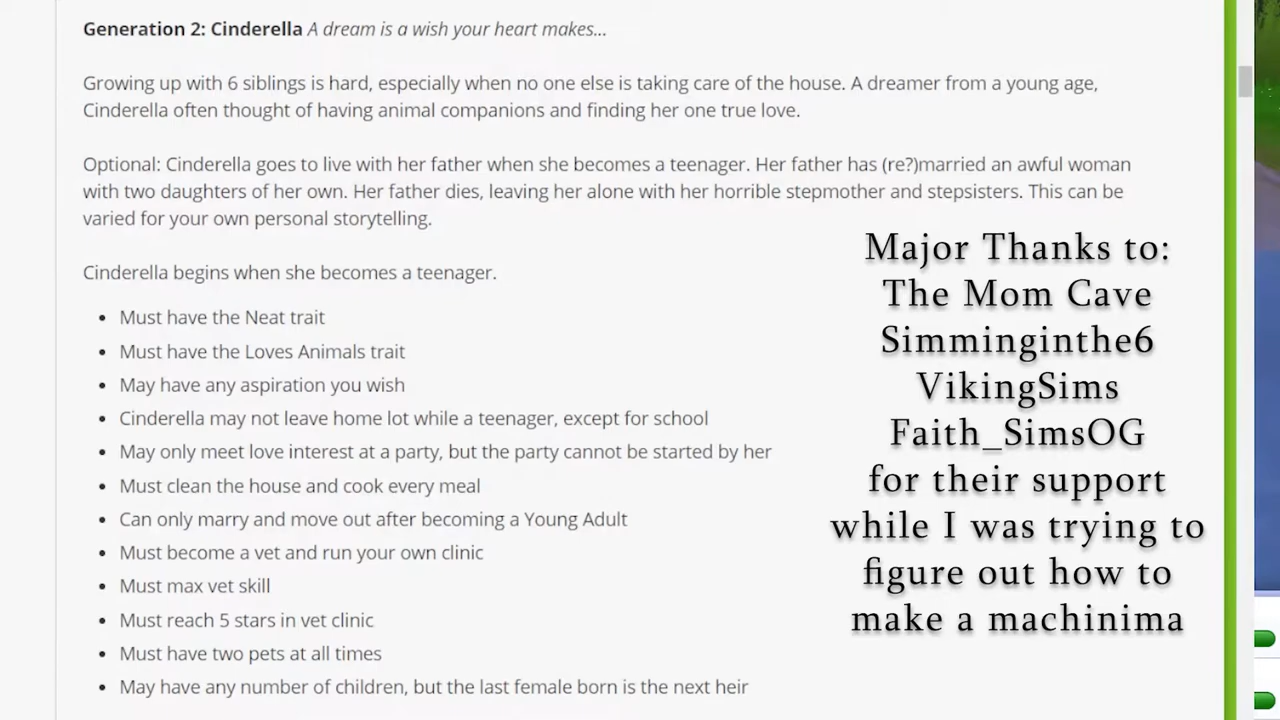 Generation 2: Cinderella A dream is a wish your heart makes...
Growing up with 6 siblings is hard, especially when no one else is taking care of the house. A dreamer from a young age,
Cinderella often thought of having animal companions and finding her one true love.
Optional: Cinderella goes to live with her father when she becomes a teenager. Her father has (re?)married an awful woman
with two daughters of her own. Her father dies, leaving her alone with her horrible stepmother and stepsisters. This can be
varied for your own personal storytelling.
Cinderella begins when she becomes a teenager.
• Must have the Neat trait
• Must have the Loves Animals trait
• May have any aspiration you wish
• Cinderella may not leave home lot while a teenager, except for school
• May only meet love interest at a party, but the party cannot be started by her
• Must clean the house and cook every meal
• Can only marry and move out after becoming a Young Adult
• Must become a vet and run your own clinic
• Must max vet skill
• Must reach 5 stars in vet clinic
• Must have two pets at all times
• May have any number of children, but the last female born is the next heir
Major Thanks to:
The Mom Cave
Simminginthe6
VikingSims
Faith_SimsOG
for their support
while I was trying to
figure out how to
make a machinima